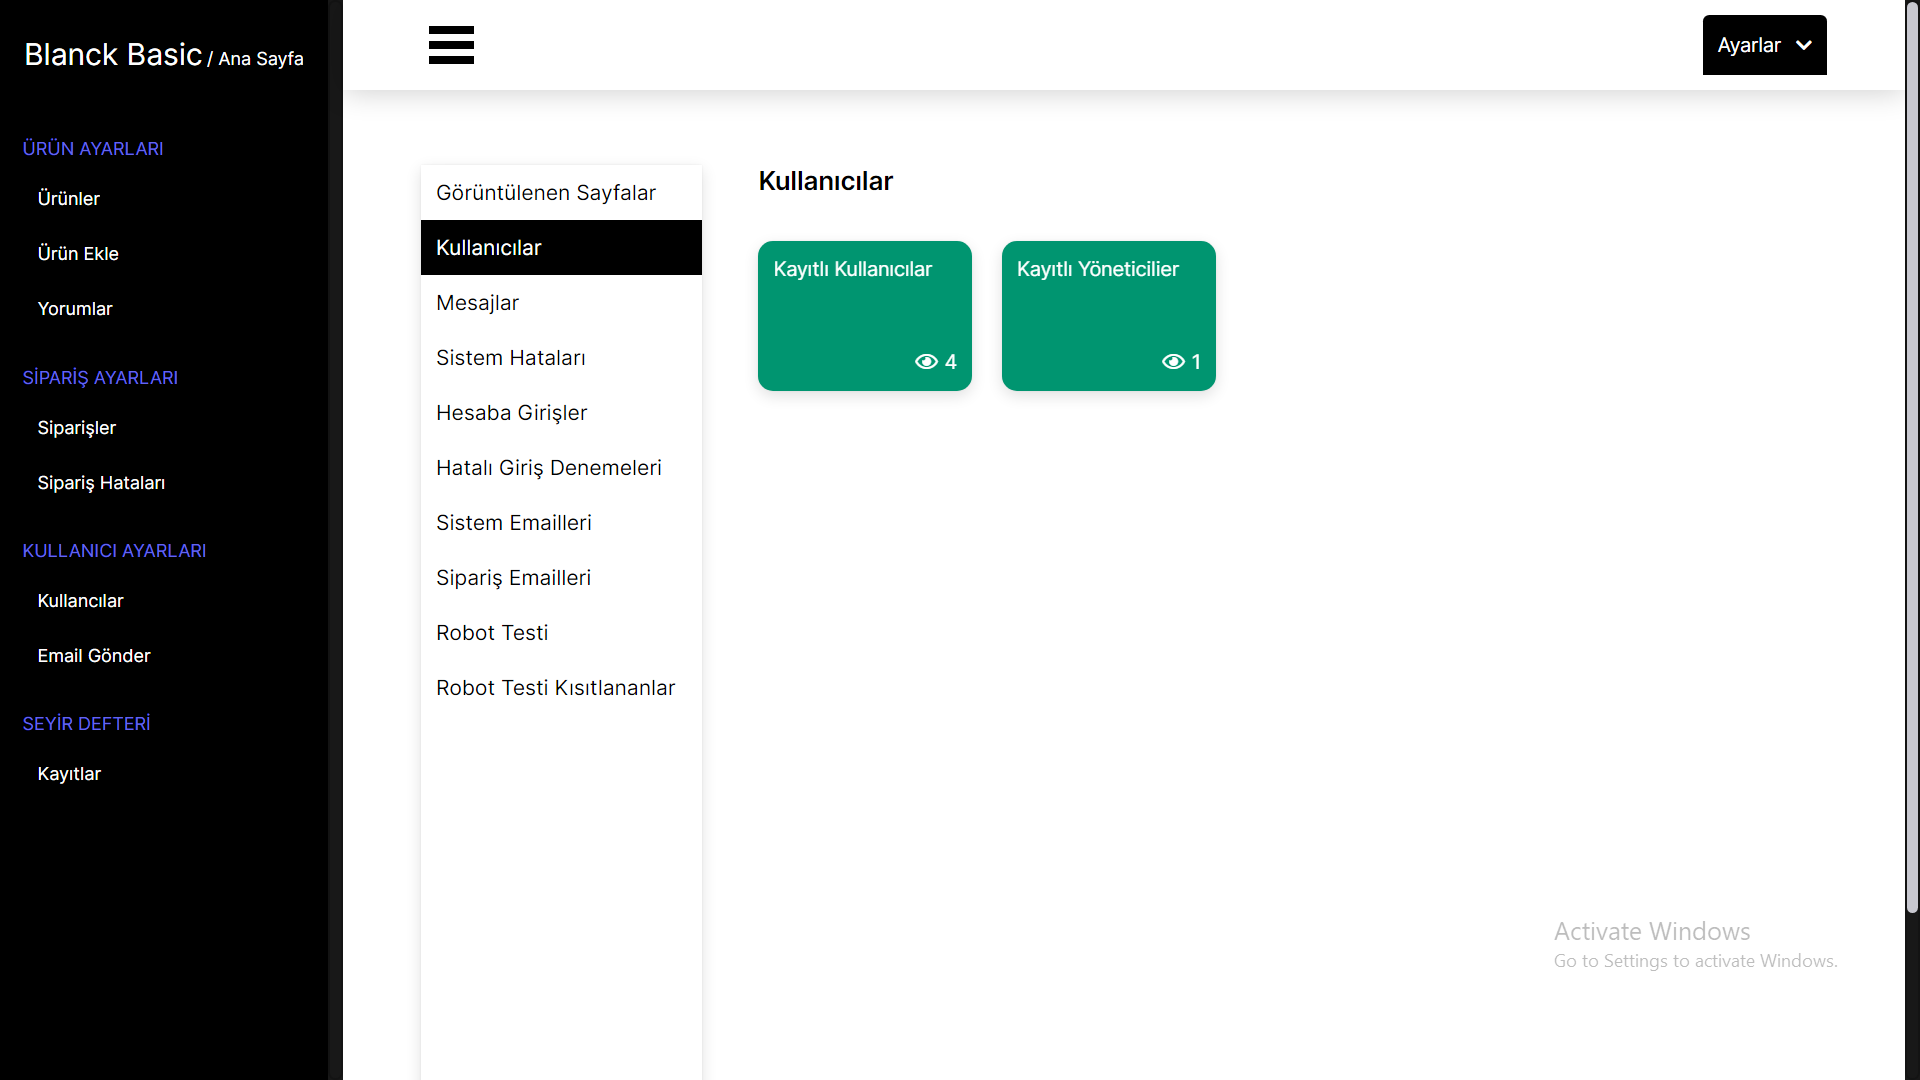 Blanck Basic / Ana Sayfa
ÜRÜN AYARLARI
Ürünler
Ürün Ekle
Yorumlar
SİPARİŞ AYARLARI
Siparişler
Sipariş Hataları
KULLANICI AYARLARI
Kullancılar
Email Gönder
SEYİR DEFTERİ
Kayıtlar
Ayarlar
Görüntülenen Sayfalar
Kullanıcılar
Mesajlar
Sistem Hataları
Hesaba Girişler
Hatalı Giriş Denemeleri
Sistem Emailleri
Sipariş Emailleri
Robot Testi
Robot Testi Kısıtlananlar
Kullanıcılar
Kayıtlı Kullanıcılar
4
Kayıtlı Yöneticilier
1
Activate Windows
Go to Settings to activate Windows.